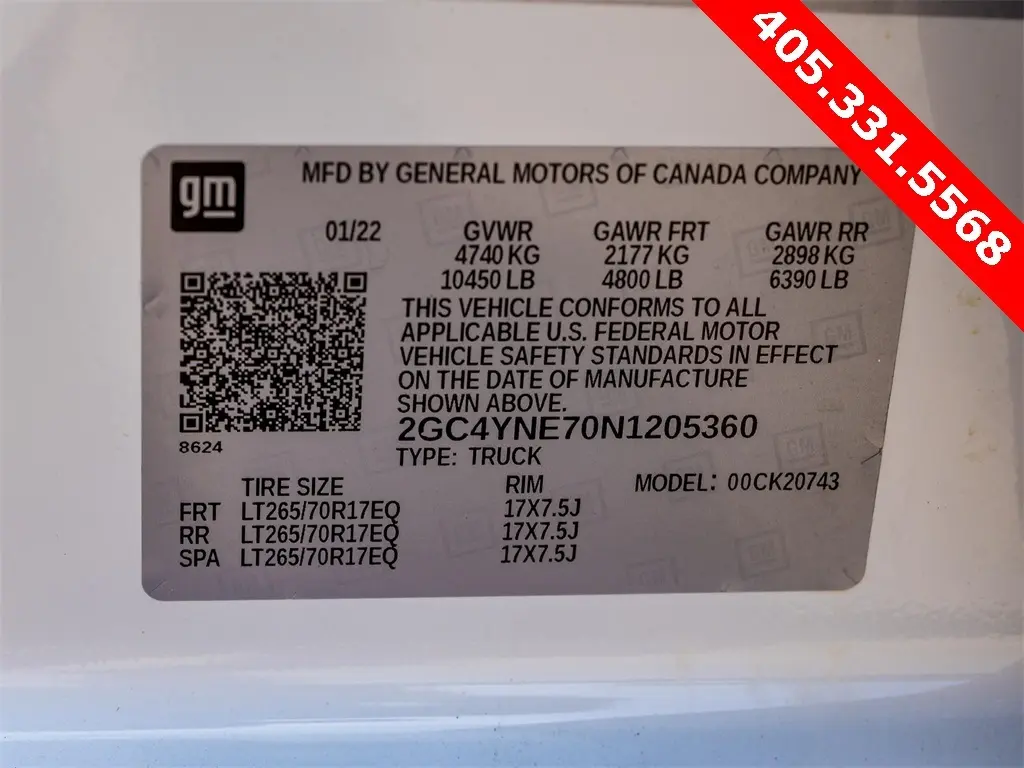 405.331.5568
gm
MFD BY GENERAL MOTORS OF CANADA COMPANY
01/22 GVWR GAWR FRT GAWR RR
4740 KG 2177 KG 2898 KG
10450 LB 4800 LB 6390 LB
THIS VEHICLE CONFORMS TO ALL
APPLICABLE U.S. FEDERAL MOTOR
VEHICLE SAFETY STANDARDS IN EFFECT
ON THE DATE OF MANUFACTURE
SHOWN ABOVE.
8624
2GC4YNE70N1205360
TYPE: TRUCK
TIRE SIZE RIM MODEL: 00CK20743
FRT LT265/70R17EQ 17X7.5J
RR LT265/70R17EQ 17X7.5J
SPA LT265/70R17EQ 17X7.5J